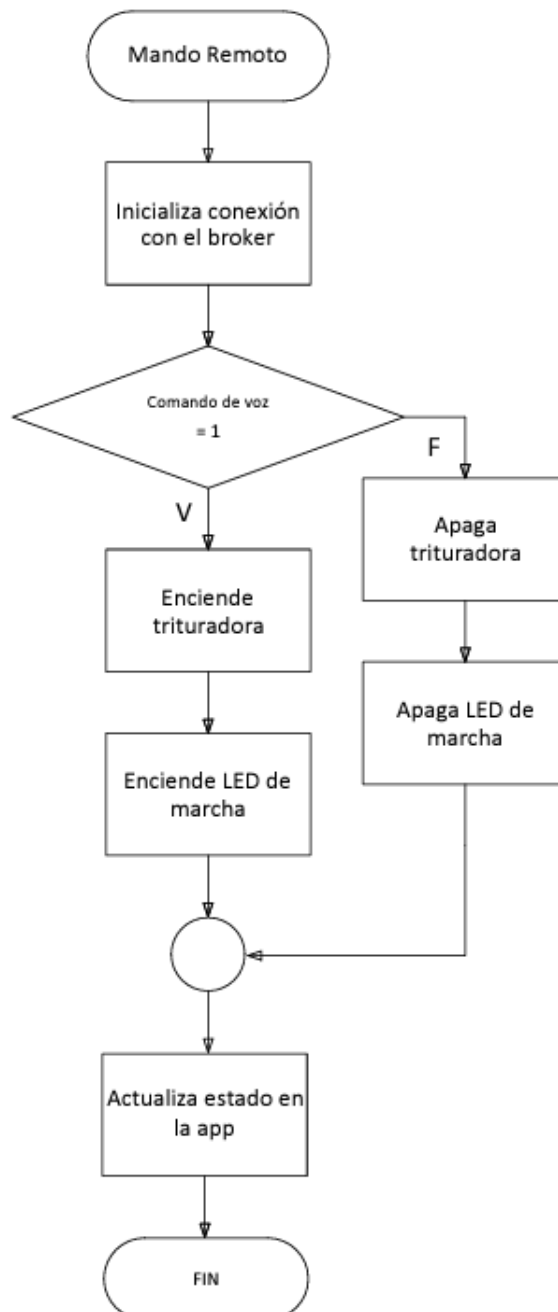 Mando Remoto
Inicializa conexión
con el broker
Comando de voz
= 1
F
V
Apaga
trituradora
Enciende
trituradora
Apaga LED de
marcha
Enciende LED de
marcha
Actualiza estado en
la app
FIN